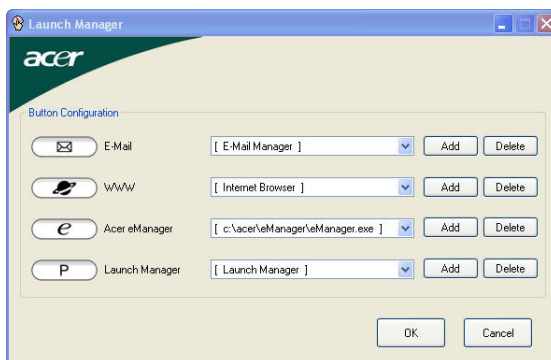 Launch Manager
acer
Button Configuration
E-Mail [ E-Mail Manager ] Add Delete
WWW [ Internet Browser ] Add Delete
e Acer eManager [ c:\acer\eManager\eManager.exe ] Add Delete
P Launch Manager [ Launch Manager ] Add Delete
OK Cancel